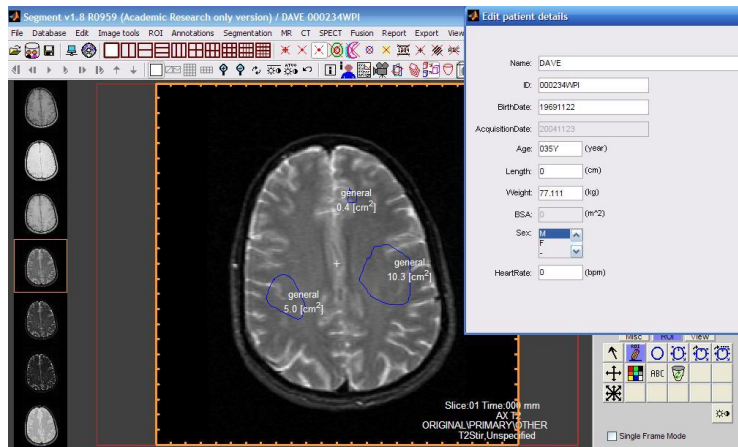 Segment v1.8 R0959 (Academic Research only version) / DAVE 000234WPI
File Database Edit Image tools ROI Annotations Segmentation MR CT SPECT Fusion Report Export View
general
0.4 [cm²]
general
10.3 [cm²]
general
5.0 [cm²]
Slice:01 Time:000 mm
AX T2
ORIGINAL\PRIMARY\OTHER
T2Stir,Unspecified
Edit patient details
Name: DAVE
ID: 000234WPI
BirthDate: 19691122
AcquisitionDate: 20041123
Age: 035Y (year)
Length: 0 (cm)
Weight: 77.111 (kg)
BSA: 0 (m^2)
Sex: M
F
-
HeartRate: 0 (bpm)
Misc ROI View
ROI
ABC
Single Frame Mode